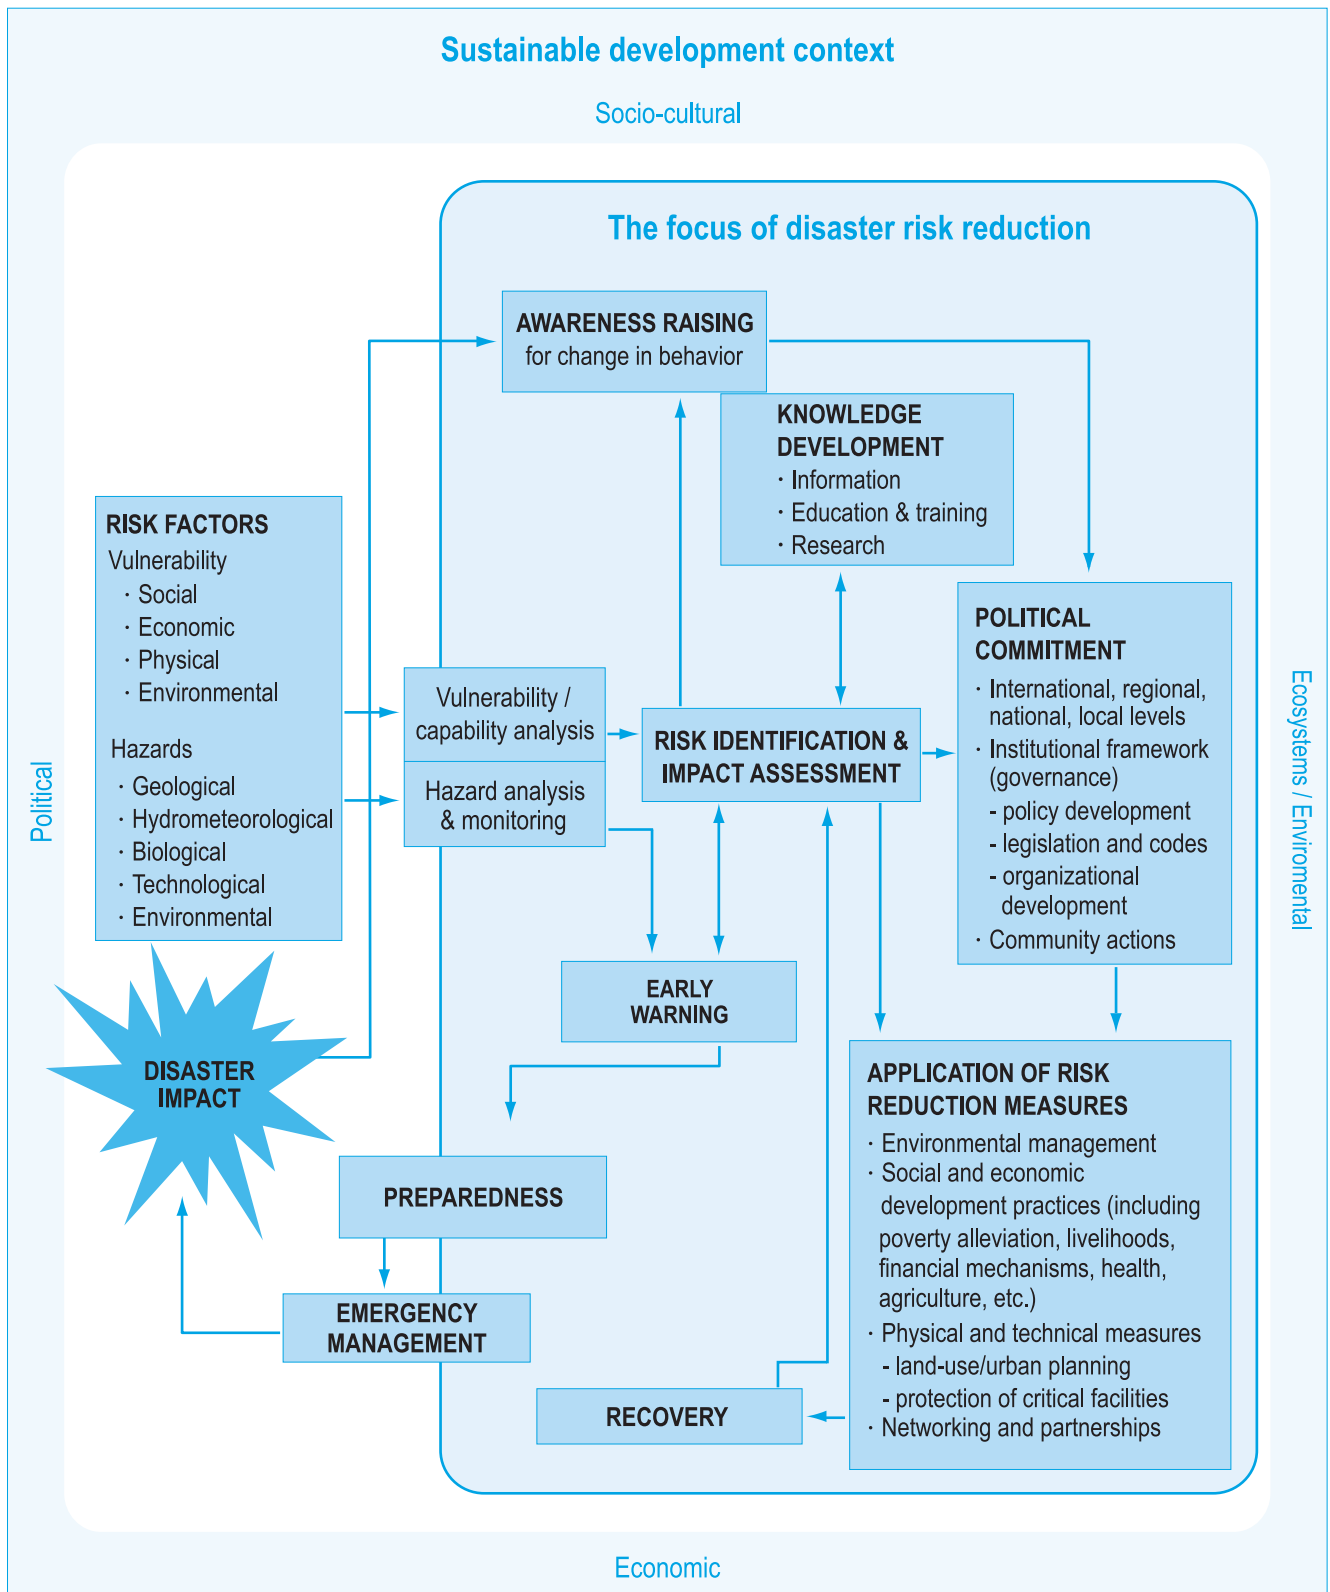 Sustainable development context
Socio-cultural
The focus of disaster risk reduction
AWARENESS RAISING
for change in behavior
KNOWLEDGE
DEVELOPMENT
· Information
· Education & training
· Research
RISK FACTORS
Vulnerability
· Social
· Economic
· Physical
· Environmental
Hazards
· Geological
· Hydrometeorological
· Biological
· Technological
· Environmental
Vulnerability /
capability analysis
Hazard analysis
& monitoring
RISK IDENTIFICATION &
IMPACT ASSESSMENT
POLITICAL
COMMITMENT
· International, regional,
national, local levels
· Institutional framework
(governance)
- policy development
- legislation and codes
- organizational
development
· Community actions
Political
Ecosystems / Enviromental
EARLY
WARNING
DISASTER
IMPACT
APPLICATION OF RISK
REDUCTION MEASURES
· Environmental management
· Social and economic
development practices (including
poverty alleviation, livelihoods,
financial mechanisms, health,
agriculture, etc.)
· Physical and technical measures
- land-use/urban planning
- protection of critical facilities
· Networking and partnerships
PREPAREDNESS
EMERGENCY
MANAGEMENT
RECOVERY
Economic